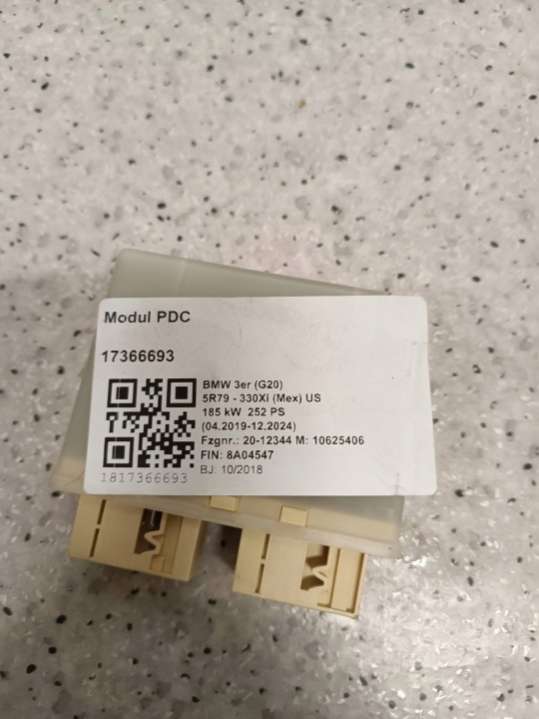 Modul PDC
17366693
BMW 3er (G20)
5R79 - 330Xi (Mex) US
185 kW 252 PS
(04.2019-12.2024)
Fzgnr.: 20-12344 M: 10625406
FIN: 8A04547
BJ: 10/2018
1817366693